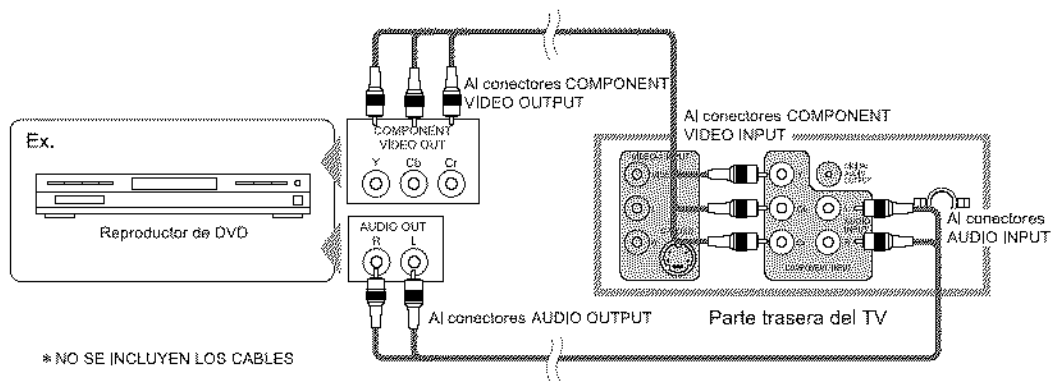 Al conectores COMPONENT
VIDEO OUTPUT
Al conectores COMPONENT
VIDEO INPUT
Ex.
COMPONENT
VIDEO OUT
Y Cb Cr
Reproductor de DVD
AUDIO OUT
R L
Al conectores
AUDIO INPUT
COMPONENT INPUT
Al conectores AUDIO OUTPUT
Parte trasera del TV
* NO SE INCLUYEN LOS CABLES